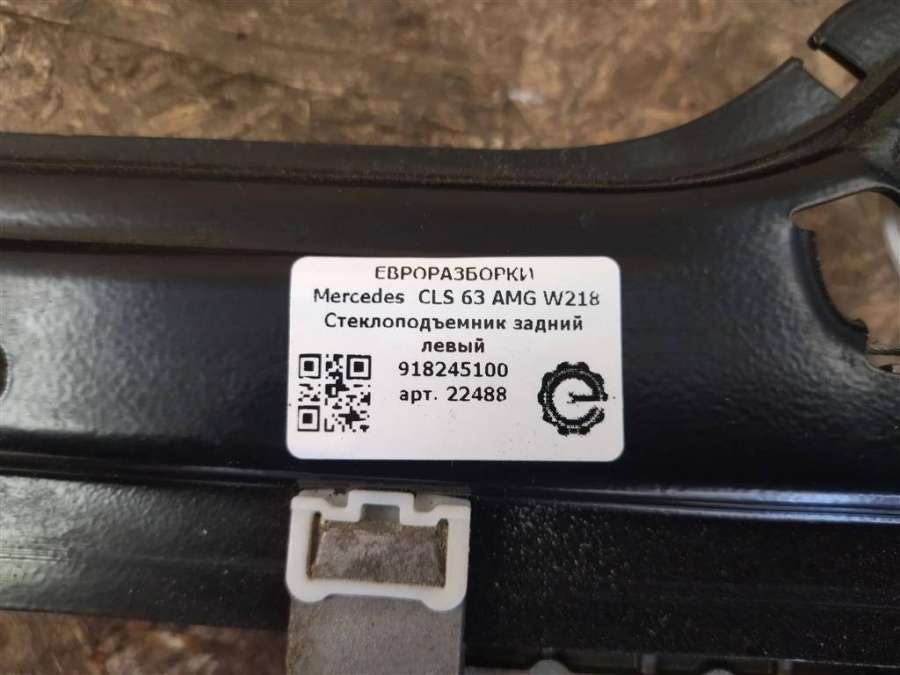 ЕВРОРАЗБОРКИ
Mercedes CLS 63 AMG W218
Стеклоподъемник задний
левый
918245100
арт. 22488